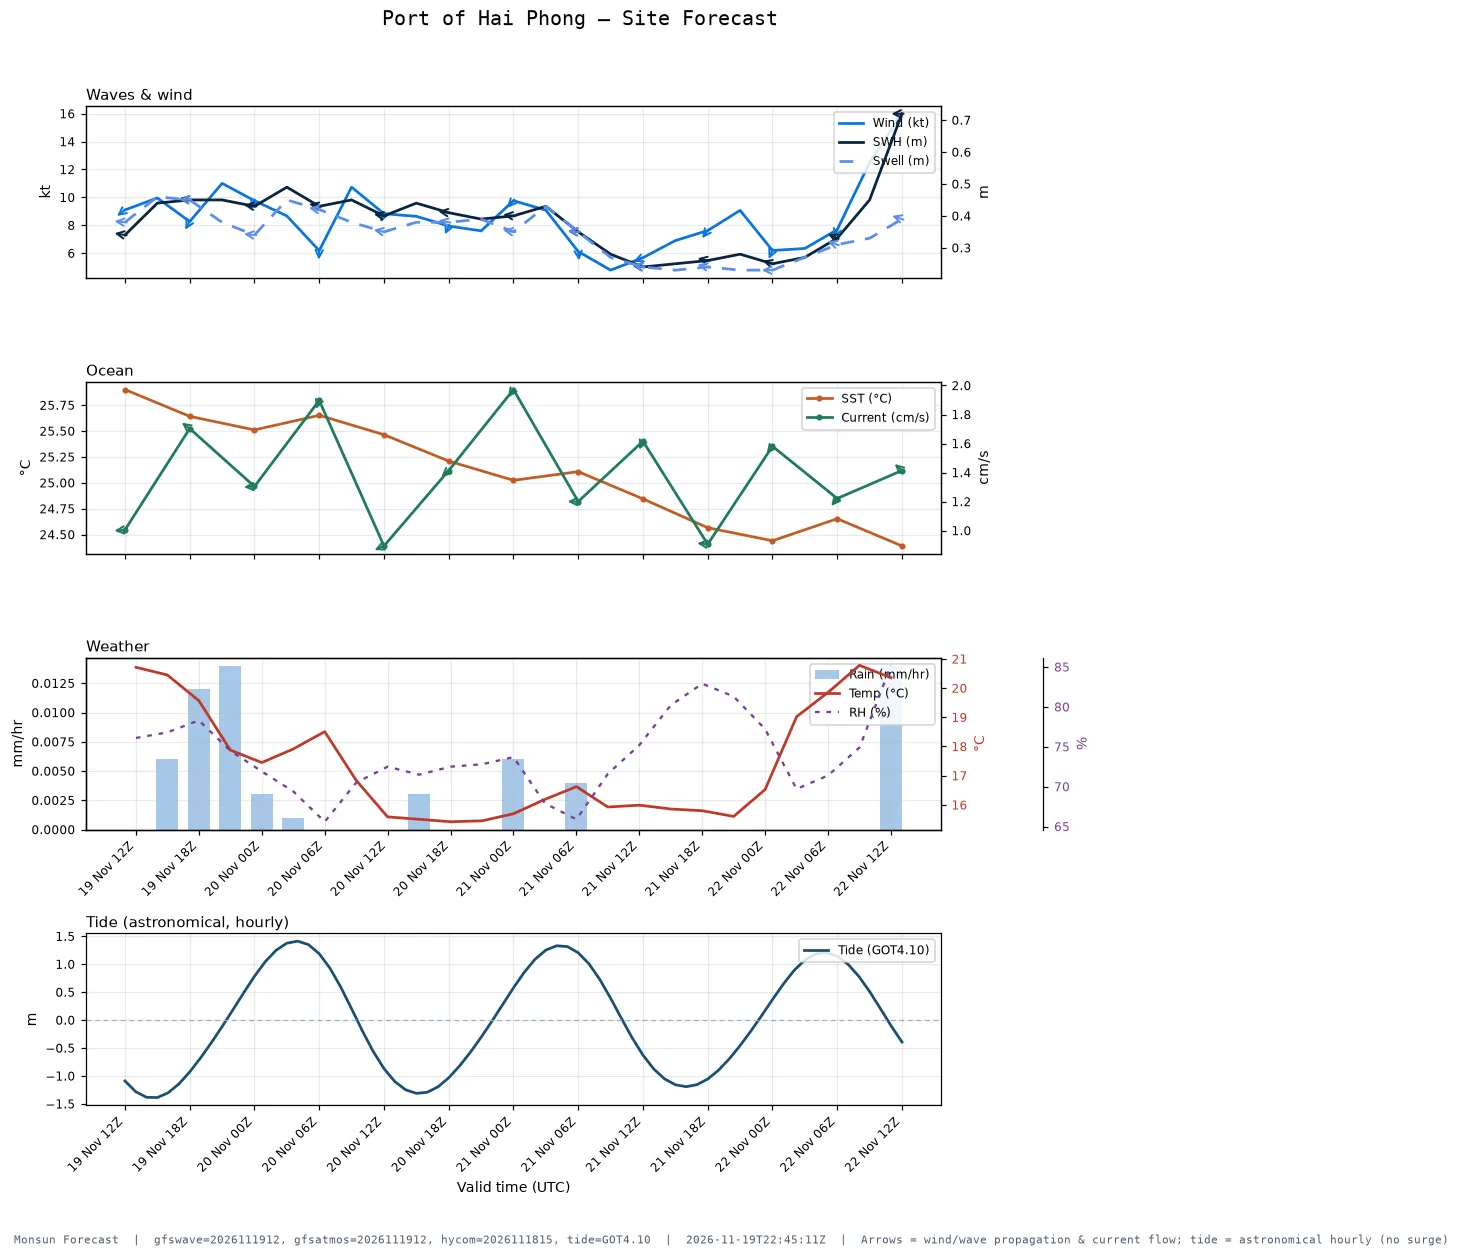 Port of Hai Phong — Site Forecast
Waves & wind
16
14
12
10
8
6
kt
0.7
0.6
0.5
0.4
0.3
m
Wind (kt)
SWH (m)
Swell (m)
Ocean
25.75
25.50
25.25
25.00
24.75
24.50
°C
2.0
1.8
1.6
1.4
1.2
1.0
cm/s
SST (°C)
Current (cm/s)
Weather
0.0125
0.0100
0.0075
0.0050
0.0025
0.0000
mm/hr
21
20
19
18
17
16
°C
85
80
75
70
65
%
Rain (mm/hr)
Temp (°C)
RH (%)
19 Nov 12Z
19 Nov 18Z
20 Nov 00Z
20 Nov 06Z
20 Nov 12Z
20 Nov 18Z
21 Nov 00Z
21 Nov 06Z
21 Nov 12Z
21 Nov 18Z
22 Nov 00Z
22 Nov 06Z
22 Nov 12Z
Tide (astronomical, hourly)
1.5
1.0
0.5
0.0
−0.5
−1.0
−1.5
m
Tide (GOT4.10)
19 Nov 12Z
19 Nov 18Z
20 Nov 00Z
20 Nov 06Z
20 Nov 12Z
20 Nov 18Z
21 Nov 00Z
21 Nov 06Z
21 Nov 12Z
21 Nov 18Z
22 Nov 00Z
22 Nov 06Z
22 Nov 12Z
Valid time (UTC)
Monsun Forecast | gfswave=2026111912, gfsatmos=2026111912, hycom=2026111815, tide=GOT4.10 | 2026-11-19T22:45:11Z | Arrows = wind/wave propagation & current flow; tide = astronomical hourly (no surge)